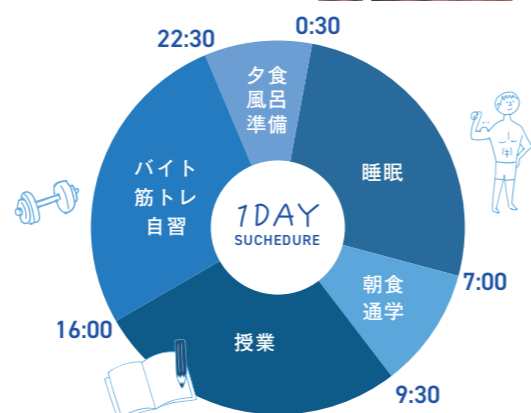 22:30
0:30
夕食
風呂
準備
睡眠
バイト
筋トレ
自習
1DAY
SUCHEDURE
朝食
通学
7:00
16:00
授業
9:30